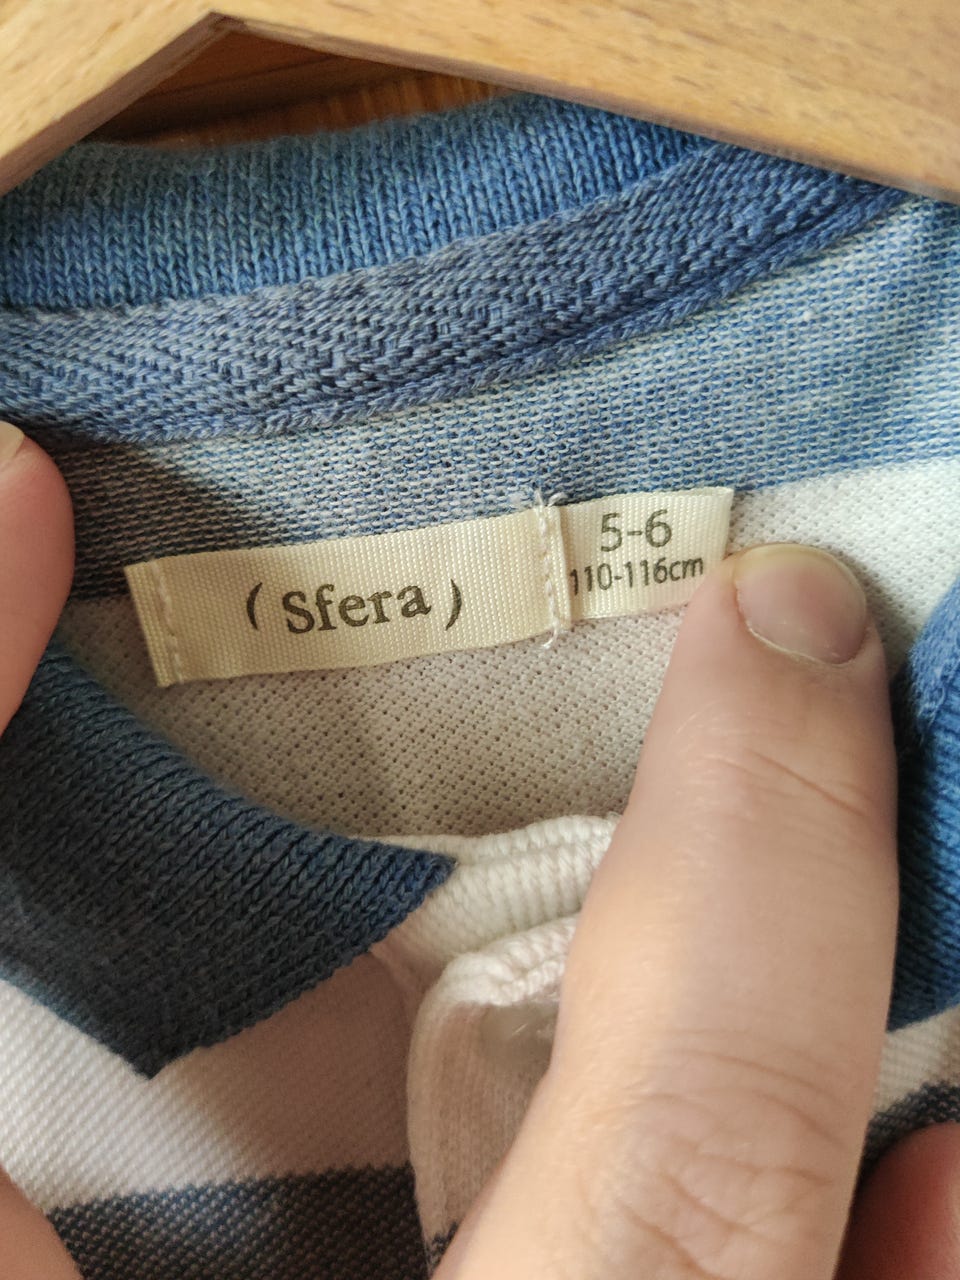 ( Sfera )
5-6
110-116cm